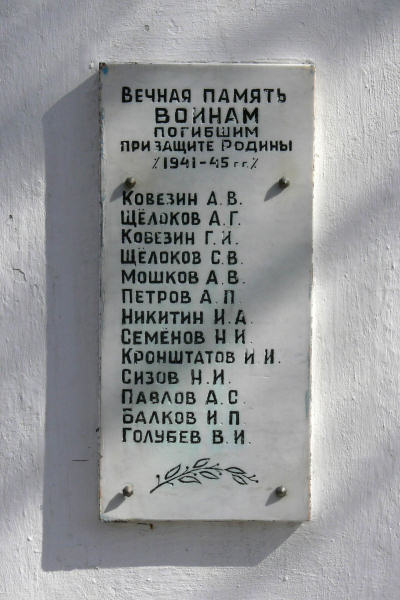 ВЕЧНАЯ ПАМЯТЬ
ВОИНАМ
ПОГИБШИМ
ПРИ ЗАЩИТЕ РОДИНЫ
/1941-45 г г./
КОВЕЗИН А. В.
ЩЁЛОКОВ А. Г.
КОВЕЗИН Г. И.
ЩЁЛОКОВ С. В.
МОШКОВ А. В.
ПЕТРОВ А. П
НИКИТИН И. А.
СЕМЁНОВ Н И
КРОНШТАТОВ И И.
СИЗОВ Н. И.
ПАВЛОВ А. С.
БАЛКОВ И. П
ГОЛУБЕВ В. И.